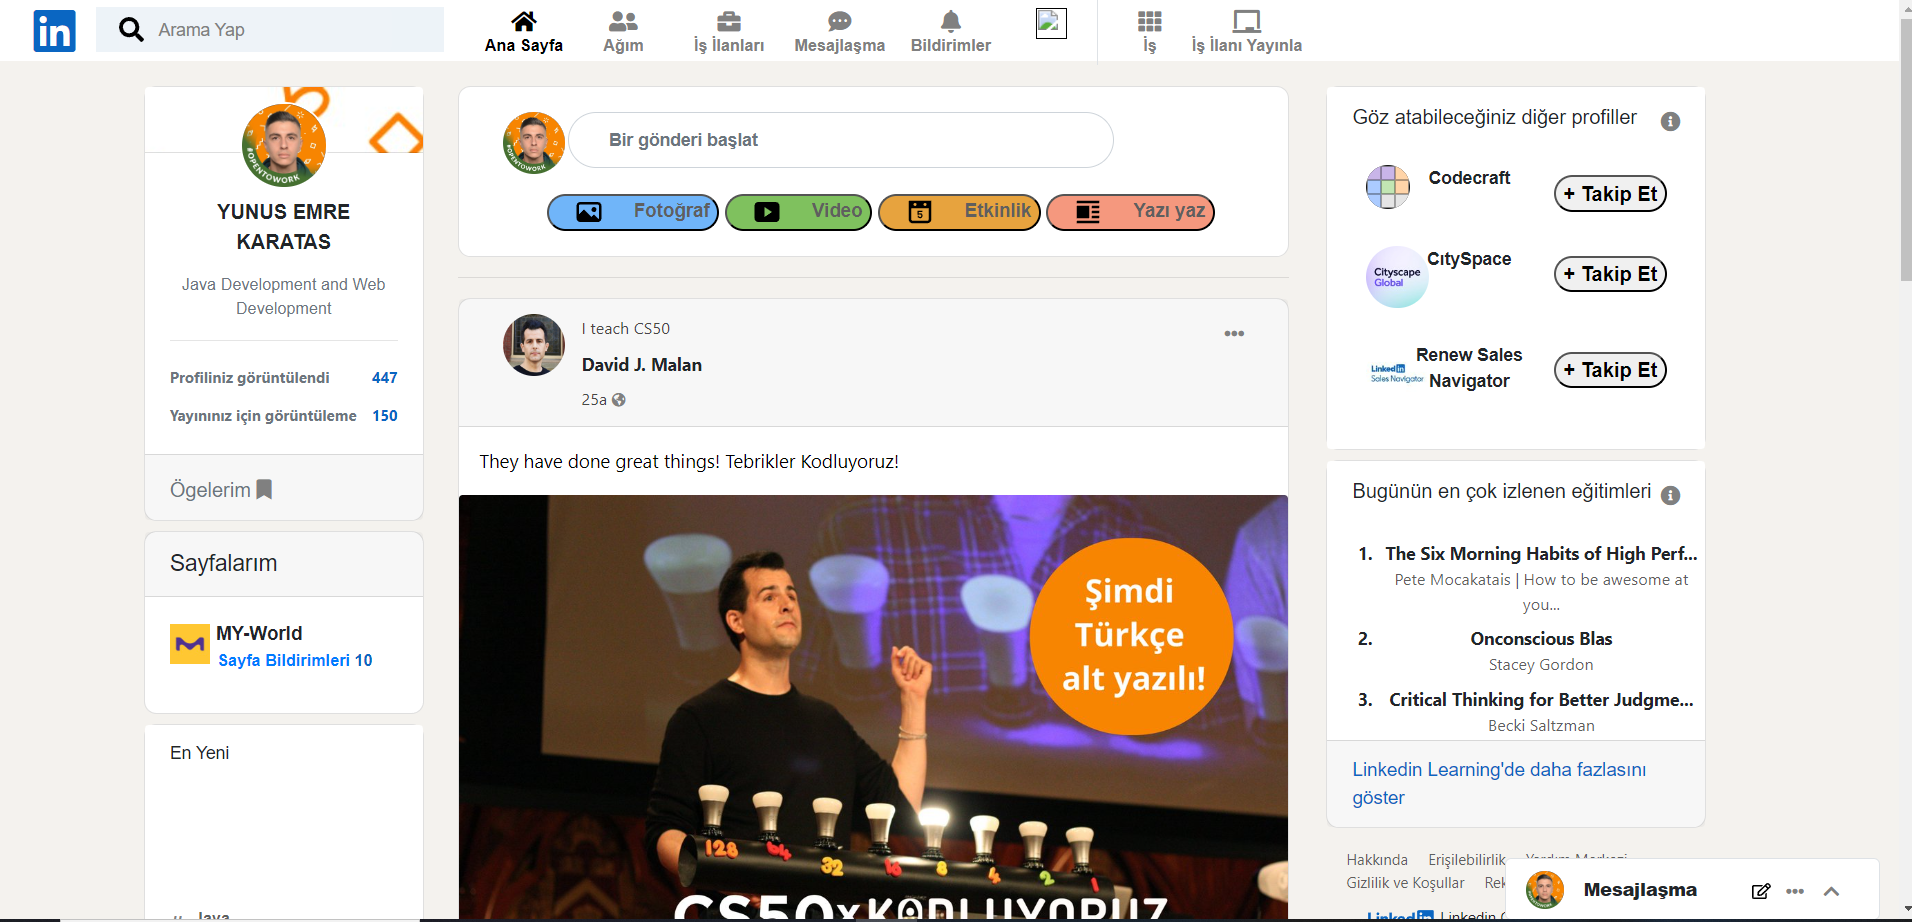 in
Arama Yap
Ana Sayfa
Ağım
İş İlanları
Mesajlaşma
Bildirimler
İş
İş İlanı Yayınla
#OPENTOWORK
YUNUS EMRE
KARATAS
Java Development and Web
Development
Profiliniz görüntülendi 447
Yayınınız için görüntüleme 150
Ögelerim
Sayfalarım
MY-World
Sayfa Bildirimleri 10
En Yeni
# Java
Bir gönderi başlat
Fotoğraf
Video
5
Etkinlik
Yazı yaz
I teach CS50
David J. Malan
25a
They have done great things! Tebrikler Kodluyoruz!
Şimdi
Türkçe
alt yazılı!
128 64 32 16 8 4 2 1
CS50xKODLUYORUZ
Göz atabileceğiniz diğer profiller
Codecraft
+ Takip Et
Cityscape
Global
CıtySpace
+ Takip Et
Linkedin
Sales Navigator
Renew Sales
Navigator
+ Takip Et
Bugünün en çok izlenen eğitimleri
1. The Six Morning Habits of High Perf...
Pete Mocakatais | How to be awesome at
you...
2. Onconscious Blas
Stacey Gordon
3. Critical Thinking for Better Judgme...
Becki Saltzman
Linkedin Learning'de daha fazlasını
göster
Hakkında Erişilebilirlik Yardım Merkezi
Gizlilik ve Koşullar
Linkedin Linkedin
Mesajlaşma